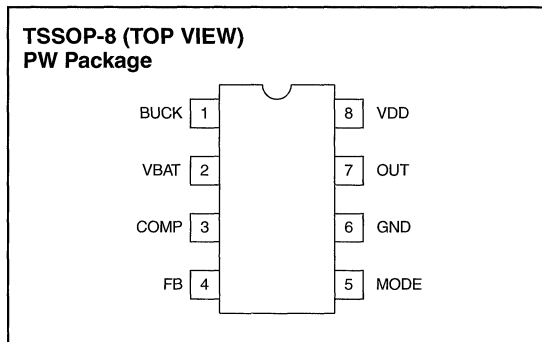 TSSOP-8 (TOP VIEW)
PW Package
BUCK 1 8 VDD
VBAT 2 7 OUT
COMP 3 6 GND
FB 4 5 MODE